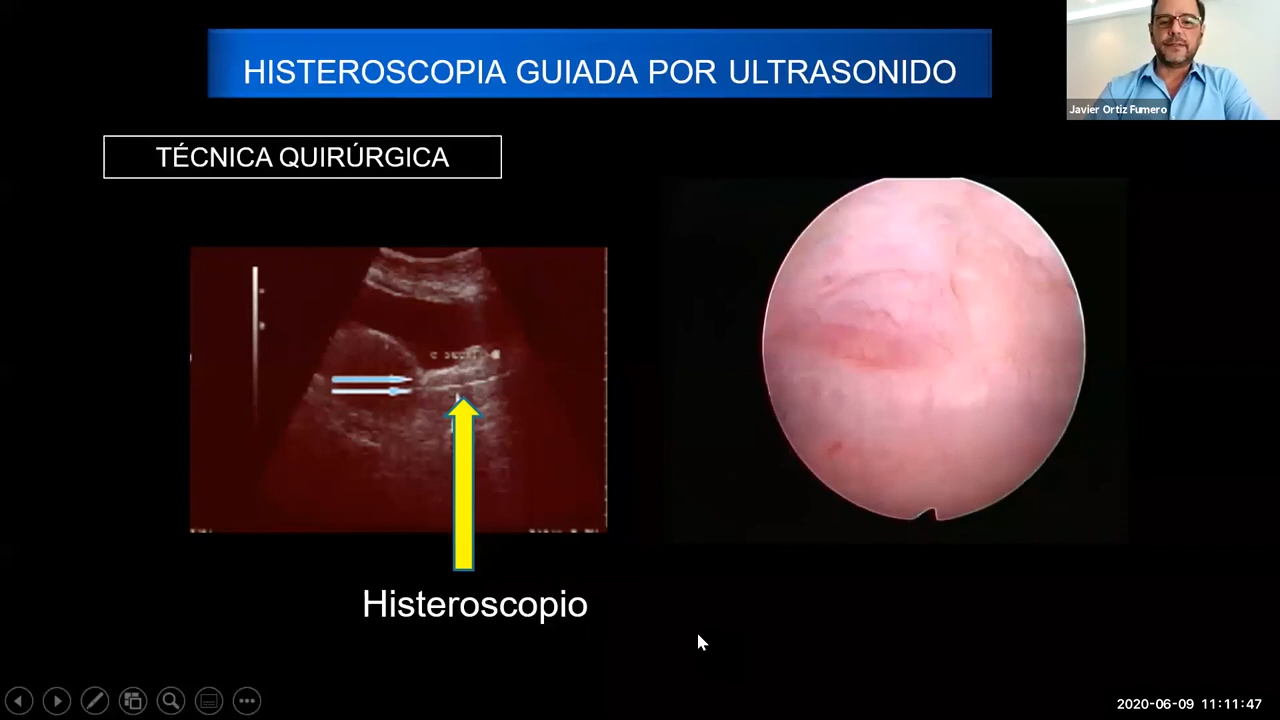 HISTEROSCOPIA GUIADA POR ULTRASONIDO
Javier Ortiz Fumero
TÉCNICA QUIRÚRGICA
Histeroscopio
2020-06-09 11:11:47